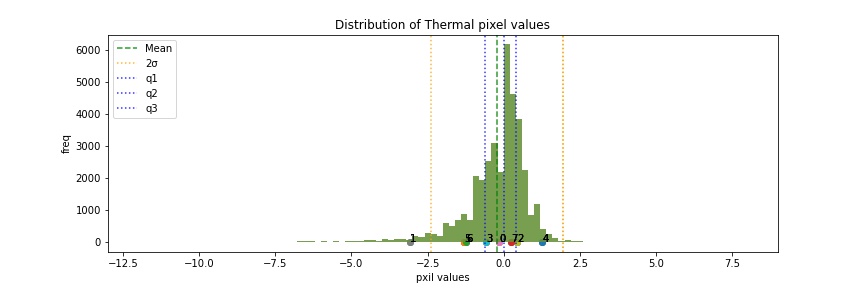 Distribution of Thermal pixel values
Mean
2σ
q1
q2
q3
6000
5000
4000
3000
2000
1000
0
freq
1 5 6 3 0 7 2 4
−12.5 −10.0 −7.5 −5.0 −2.5 0.0 2.5 5.0 7.5
pxil values